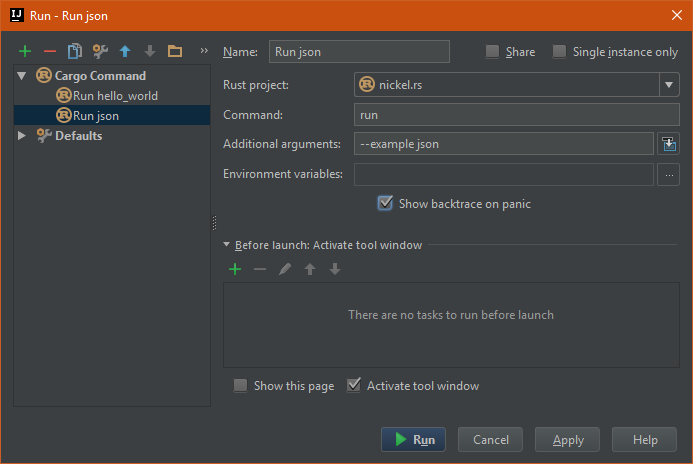 IJ Run - Run json
»
Name: Run json Share Single instance only
Cargo Command
Run hello_world
Run json
Defaults
Rust project: nickel.rs
Command: run
Additional arguments: --example json
Environment variables: ...
Show backtrace on panic
Before launch: Activate tool window
There are no tasks to run before launch
Show this page Activate tool window
Run Cancel Apply Help